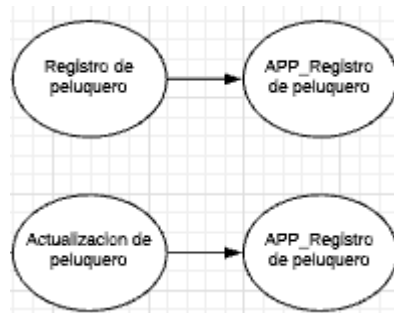 Registro de
peluquero
APP_Registro
de peluquero
Actualizacion de
peluquero
APP_Registro
de peluquero